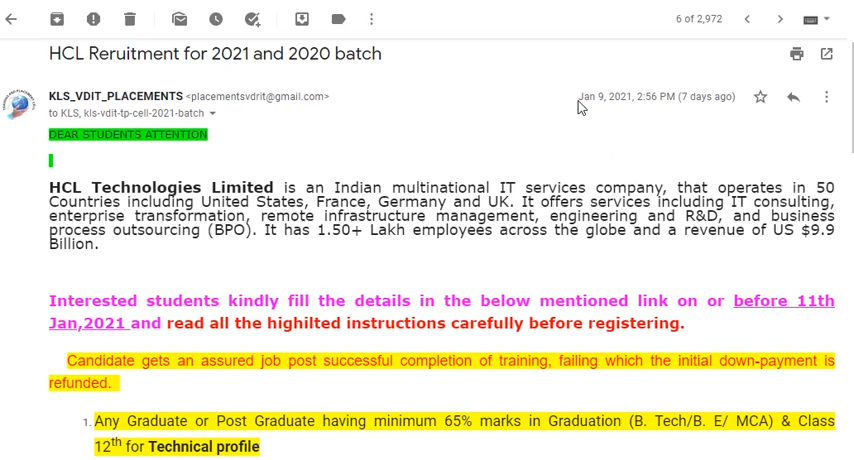 6 of 2,972
HCL Reruitment for 2021 and 2020 batch
KLS_VDIT_PLACEMENTS <placementsvdrit@gmail.com>
Jan 9, 2021, 2:56 PM (7 days ago)
to KLS, kls-vdit-tp-cell-2021-batch
DEAR STUDENTS ATTENTION
HCL Technologies Limited is an Indian multinational IT services company, that operates in 50
Countries including United States, France, Germany and UK. It offers services including IT consulting,
enterprise transformation, remote infrastructure management, engineering and R&D, and business
process outsourcing (BPO). It has 1.50+ Lakh employees across the globe and a revenue of US $9.9
Billion.
Interested students kindly fill the details in the below mentioned link on or before 11th
Jan,2021 and read all the highilted instructions carefully before registering.
Candidate gets an assured job post successful completion of training, failing which the initial down-payment is
refunded.
1. Any Graduate or Post Graduate having minimum 65% marks in Graduation (B. Tech/B. E/ MCA) & Class
12th for Technical profile